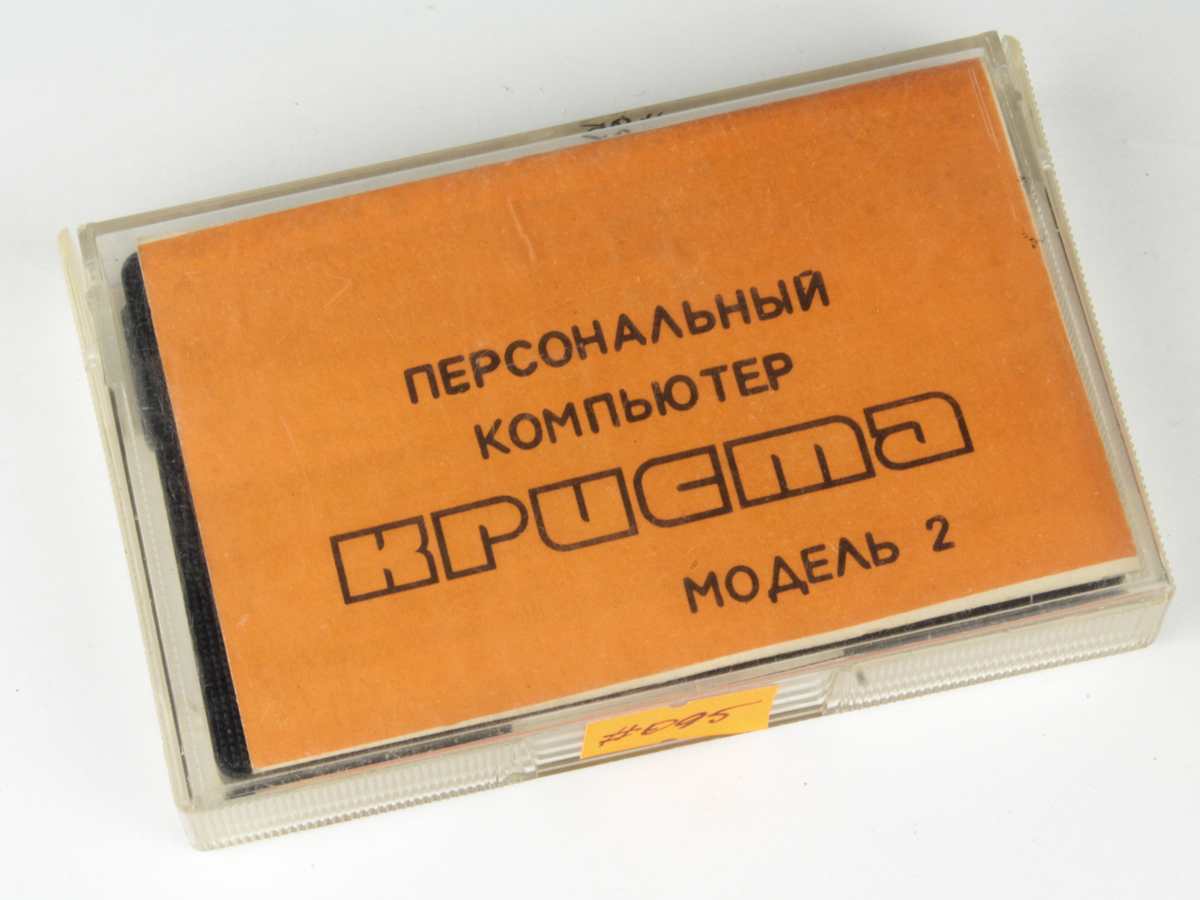 ПЕРСОНАЛЬНЫЙ
КОМПЬЮТЕР
КРИСТА
МОДЕЛЬ 2
#095